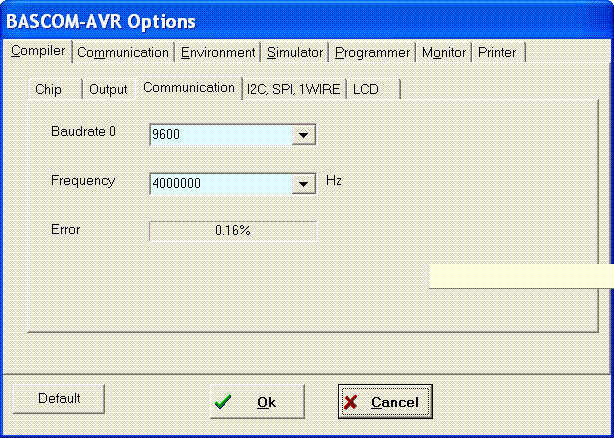 BASCOM-AVR Options
Compiler Communication Environment Simulator Programmer Monitor Printer
Chip Output Communication I2C, SPI, 1WIRE LCD
Baudrate 0 9600
Frequency 4000000 Hz
Error 0.16%
Default Ok Cancel